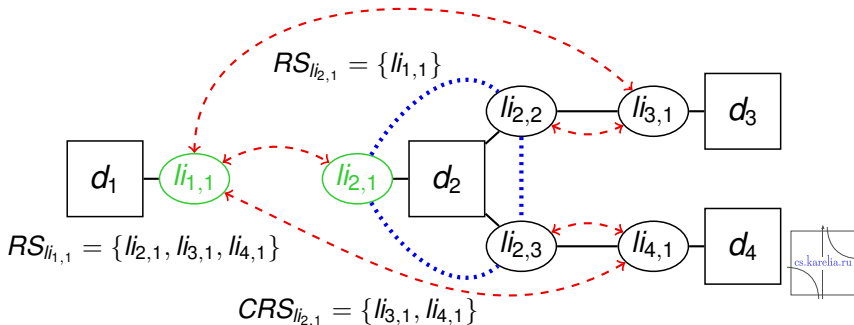 RS_{li_{2,1}} = {li_{1,1}}
li_{2,2}
li_{3,1}
d_3
d_1
li_{1,1}
li_{2,1}
d_2
RS_{li_{1,1}} = {li_{2,1}, li_{3,1}, li_{4,1}}
li_{2,3}
li_{4,1}
d_4
cs.karelia.ru
CRS_{li_{2,1}} = {li_{3,1}, li_{4,1}}